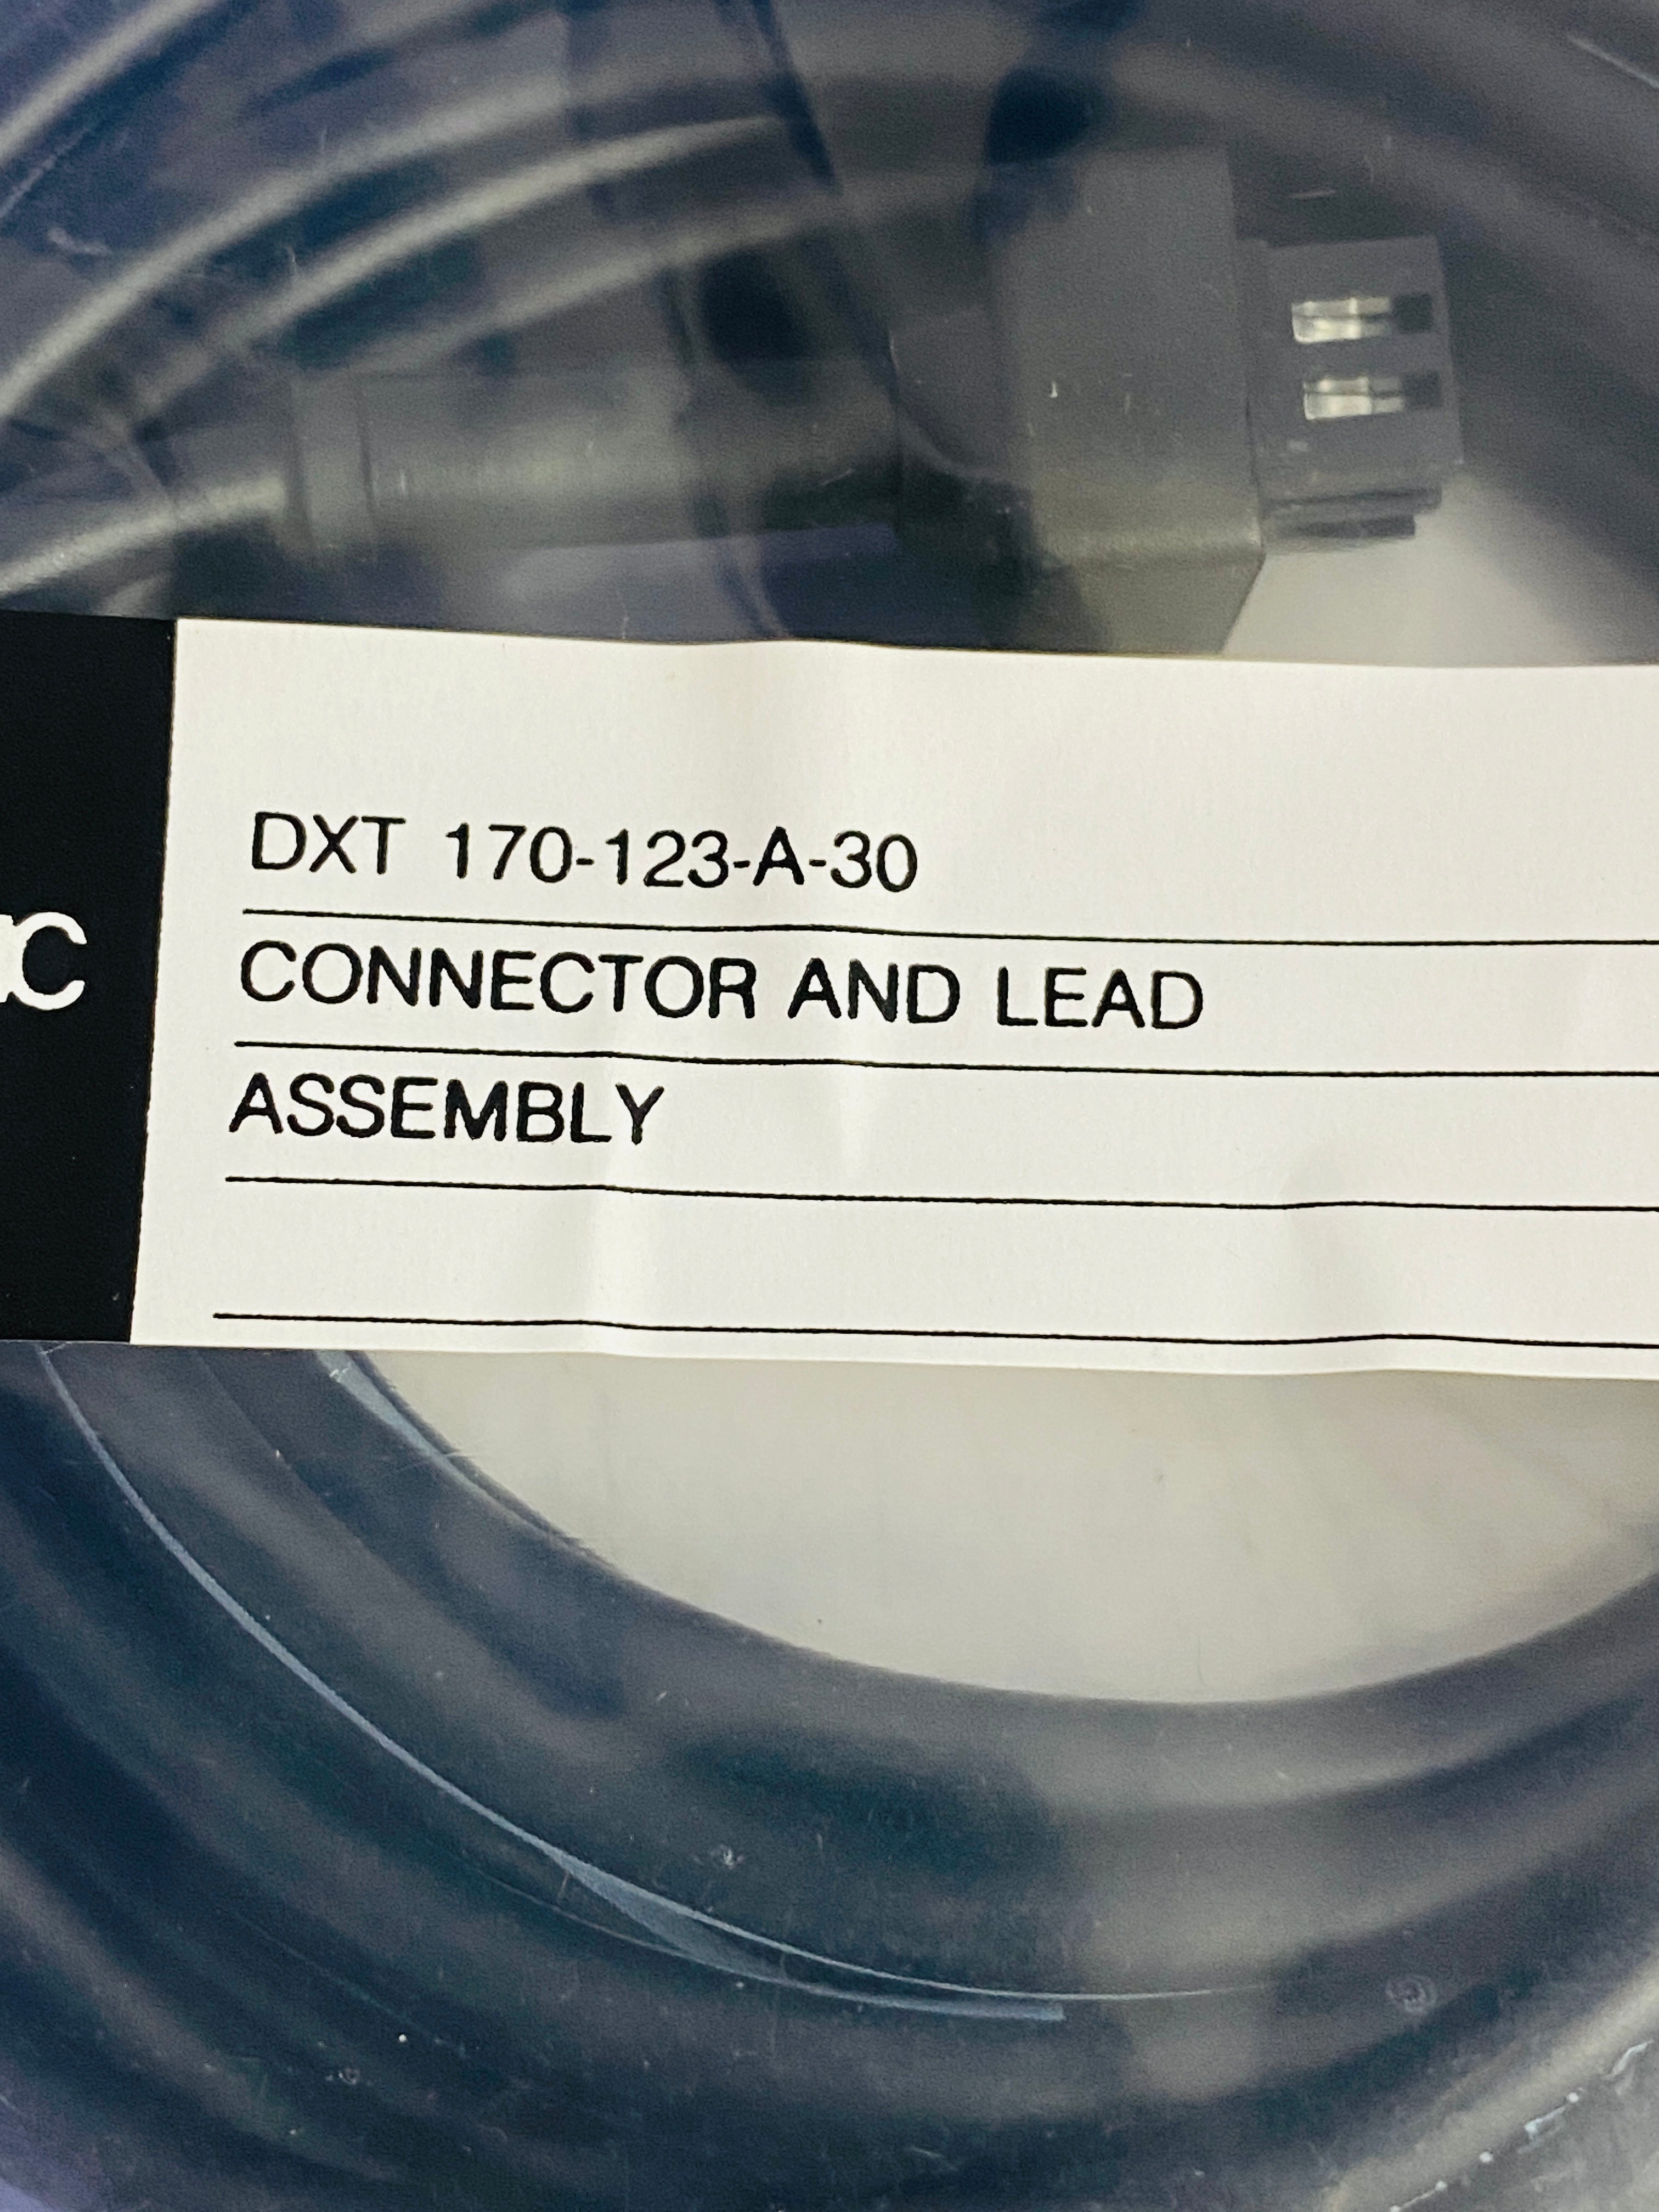 DXT 170-123-A-30
CONNECTOR AND LEAD
ASSEMBLY